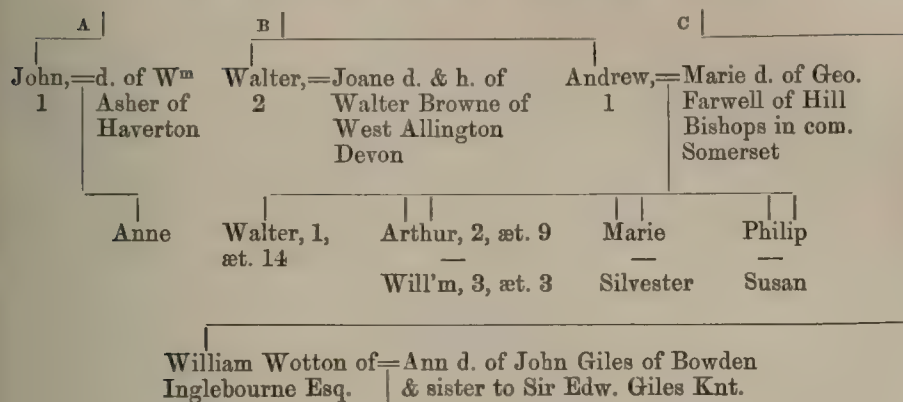 A B C
John,=d. of Wᵐ Walter,=Joane d. & h. of Andrew,=Marie d. of Geo.
1 Asher of 2 Walter Browne of 1 Farwell of Hill
Haverton West Allington Bishops in com.
Devon Somerset
Anne Walter, 1, Arthur, 2, æt. 9 Marie Philip
æt. 14 — — —
Will'm, 3, æt. 3 Silvester Susan
William Wotton of=Ann d. of John Giles of Bowden
Inglebourne Esq. & sister to Sir Edw. Giles Knt.